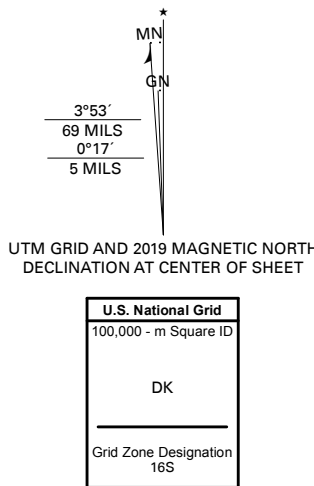 ★
MN
GN
3°53´
69 MILS
0°17´
5 MILS
UTM GRID AND 2019 MAGNETIC NORTH
DECLINATION AT CENTER OF SHEET
U.S. National Grid
100,000 - m Square ID
DK
Grid Zone Designation
16S